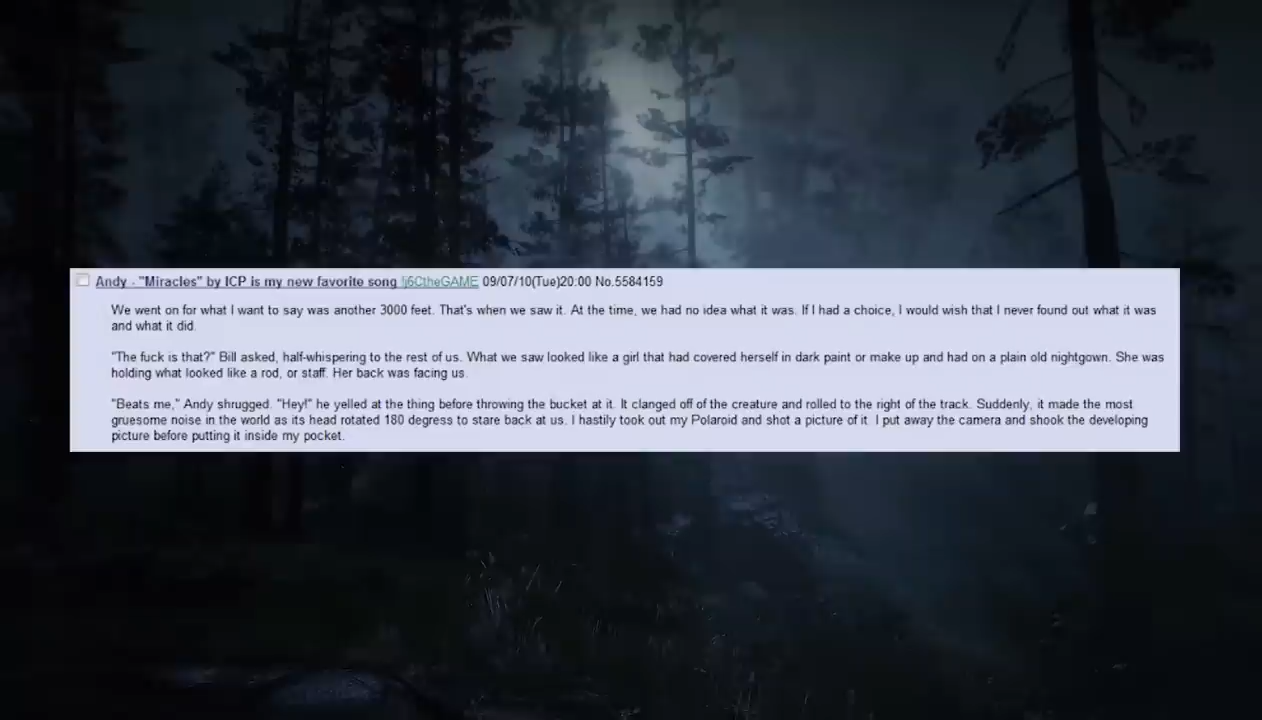 Andy - "Miracles" by ICP is my new favorite song !j6CtheGAME 09/07/10(Tue)20:00 No.5584159
We went on for what I want to say was another 3000 feet. That's when we saw it. At the time, we had no idea what it was. If I had a choice, I would wish that I never found out what it was
and what it did.
"The fuck is that?" Bill asked, half-whispering to the rest of us. What we saw looked like a girl that had covered herself in dark paint or make up and had on a plain old nightgown. She was
holding what looked like a rod, or staff. Her back was facing us.
"Beats me," Andy shrugged. "Hey!" he yelled at the thing before throwing the bucket at it. It clanged off of the creature and rolled to the right of the track. Suddenly, it made the most
gruesome noise in the world as its head rotated 180 degress to stare back at us. I hastily took out my Polaroid and shot a picture of it. I put away the camera and shook the developing
picture before putting it inside my pocket.